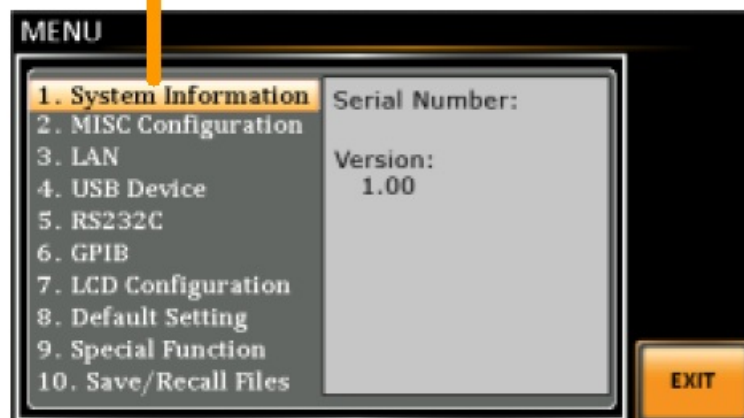 MENU
1. System Information
2. MISC Configuration
3. LAN
4. USB Device
5. RS232C
6. GPIB
7. LCD Configuration
8. Default Setting
9. Special Function
10. Save/Recall Files
Serial Number:
Version:
1.00
EXIT